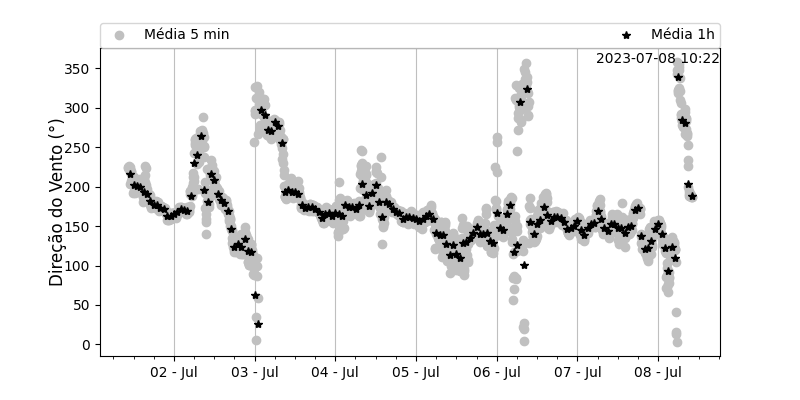 Média 5 min
Média 1h
2023-07-08 10:22
Direção do Vento (°)
350
300
250
200
150
100
50
0
02 - Jul
03 - Jul
04 - Jul
05 - Jul
06 - Jul
07 - Jul
08 - Jul